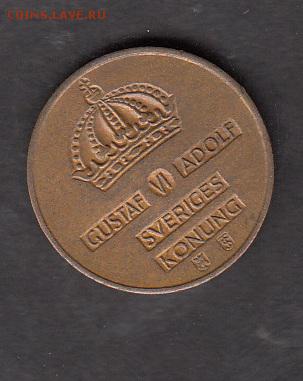 COINS.LAVE.RU
GUSTAF VI ADOLF
SVERIGES
KONUNG